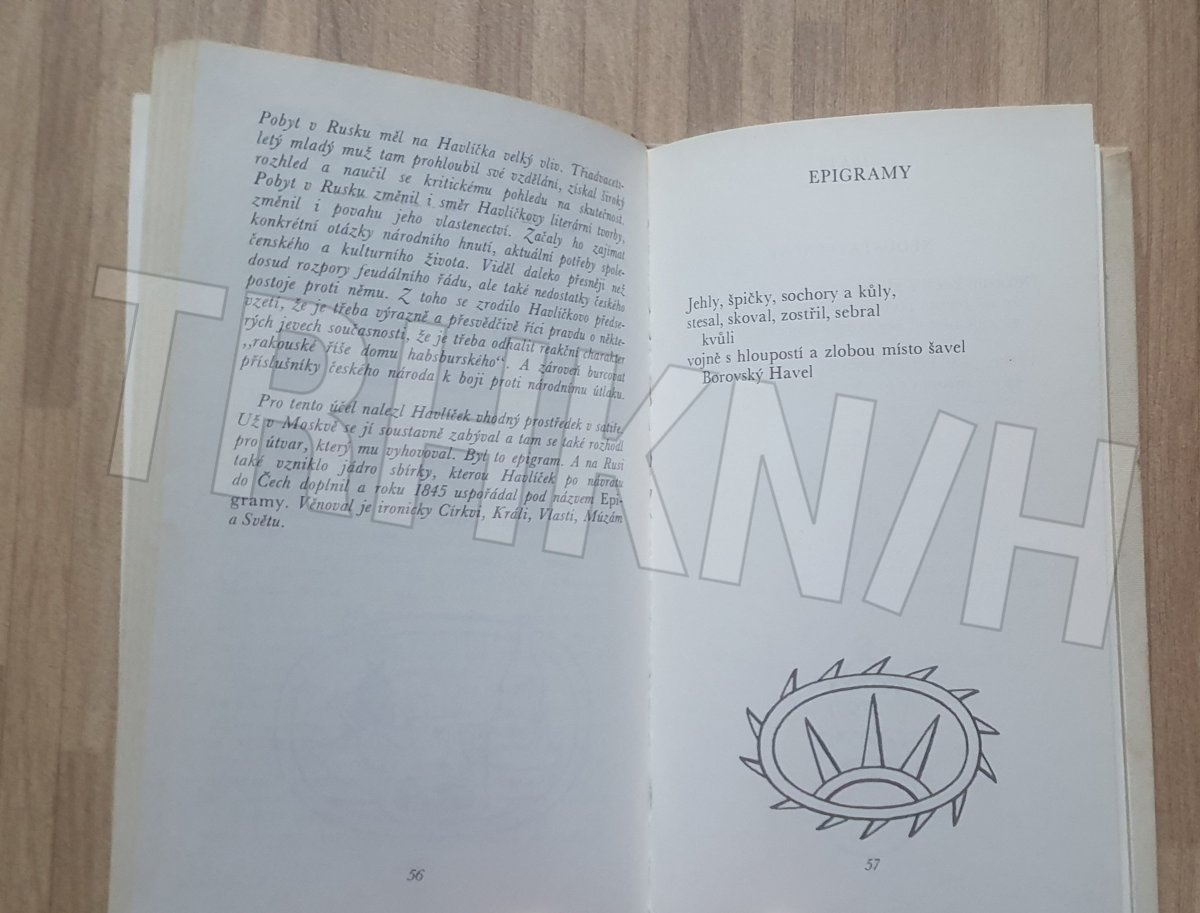 Pobyt v Rusku měl na Havlíčka velký vliv. Třiadvaceti-
letý mladý muž tam prohloubil své vzdělání, získal široký
rozhled a naučil se kritickému pohledu na skutečnost.
Pobyt v Rusku změnil i směr Havlíčkovy literární tvorby,
změnil i povahu jeho vlastenectví. Začaly ho zajímat
konkrétní otázky národního hnutí, aktuální potřeby spole-
čenského a kulturního života. Viděl daleko přesněji než
dosud rozpory feudálního řádu, ale také nedostatky českého
postoje proti němu. Z toho se zrodilo Havlíčkovo předse-
vzetí, že je třeba výrazně a přesvědčivě říci pravdu o někte-
rých jevech současnosti, že je třeba odhalit reakční charakter
„rakouské říše domu habsburského“. A zároveň burcovat
příslušníky českého národa k boji proti národnímu útlaku.
Pro tento účel nalezl Havlíček vhodný prostředek v satiře.
Už v Moskvě se jí soustavně zabýval a tam se také rozhodl
pro útvar, který mu vyhovoval. Byl to epigram. A na Rusi
také vzniklo jádro sbírky, kterou Havlíček po návratu
do Čech doplnil a roku 1845 uspořádal pod názvem Epi-
gramy. Věnoval je ironicky Církvi, Králi, Vlasti, Múzám
a Světu.
56
EPIGRAMY
Jehly, špičky, sochory a kůly,
stesal, skoval, zostřil, sebral
kvůli
vojně s hloupostí a zlobou místo šavel
Borovský Havel
57
TRHKNIH